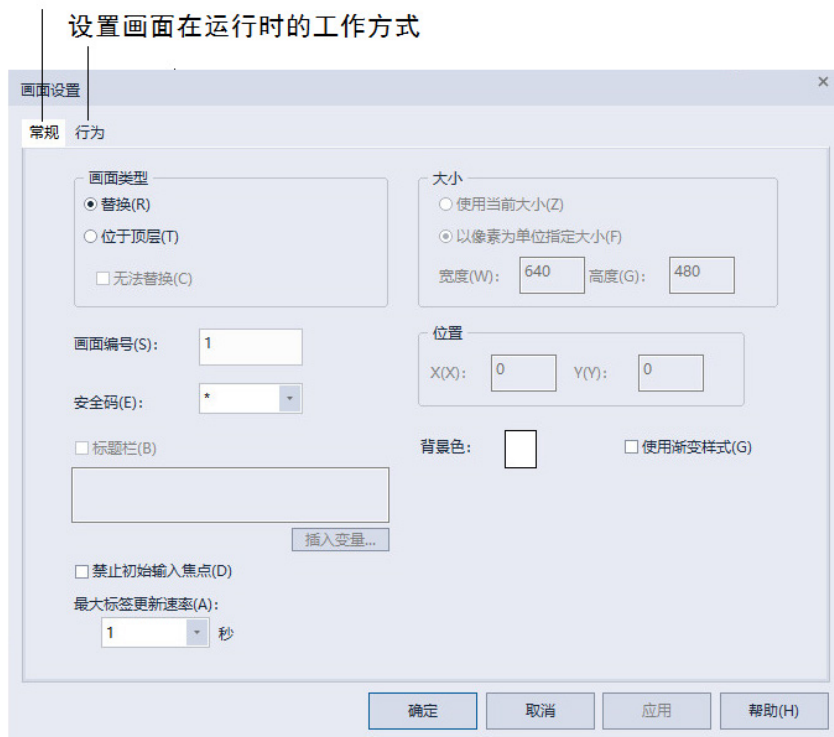 设置画面在运行时的工作方式
画面设置
常规 行为
画面类型
替换(R)
位于顶层(T)
无法替换(C)
大小
使用当前大小(Z)
以像素为单位指定大小(F)
宽度(W): 640 高度(G): 480
画面编号(S): 1
位置
X(X): 0 Y(Y): 0
安全码(E): *
标题栏(B)
背景色: 使用渐变样式(G)
插入变量...
禁止初始输入焦点(D)
最大标签更新速率(A):
1 秒
确定 取消 应用 帮助(H)